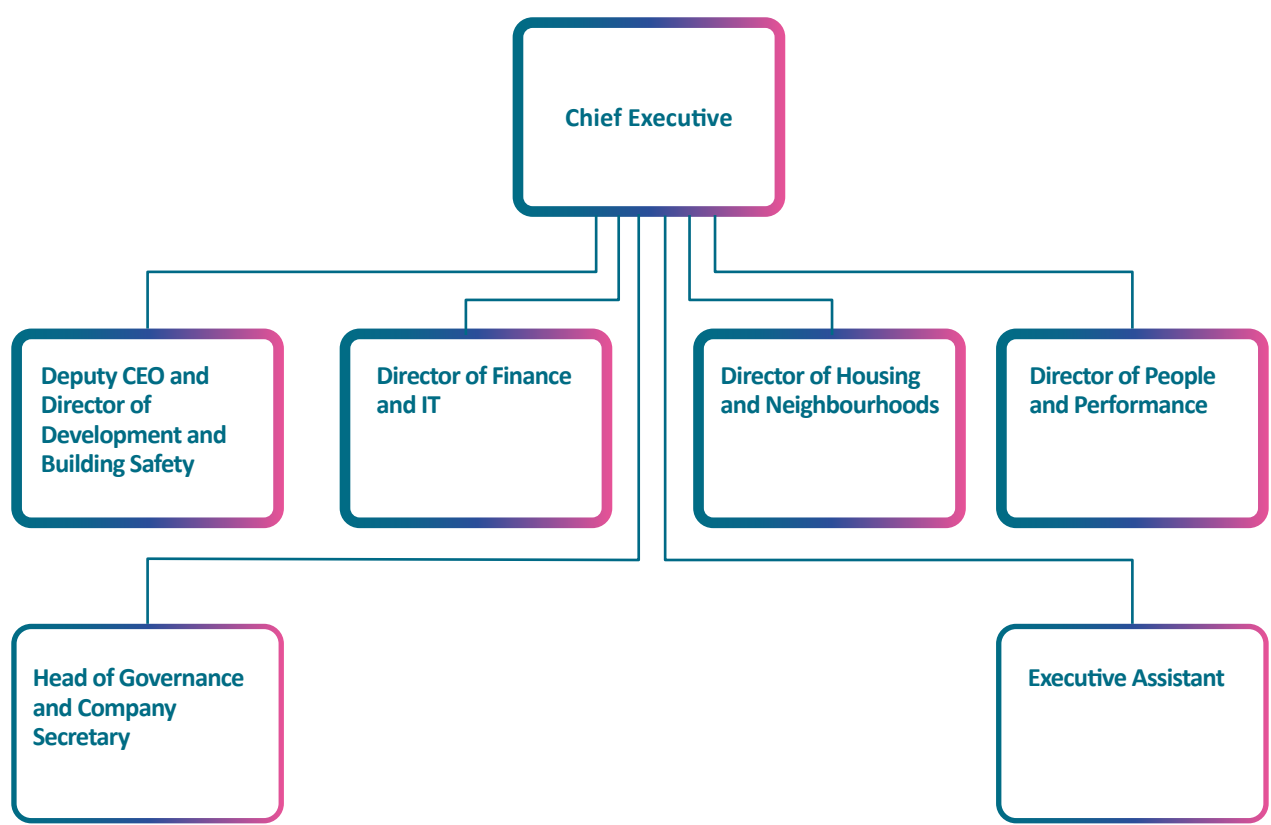 Chief Executive
Deputy CEO and
Director of
Development and
Building Safety
Director of Finance
and IT
Director of Housing
and Neighbourhoods
Director of People
and Performance
Head of Governance
and Company
Secretary
Executive Assistant